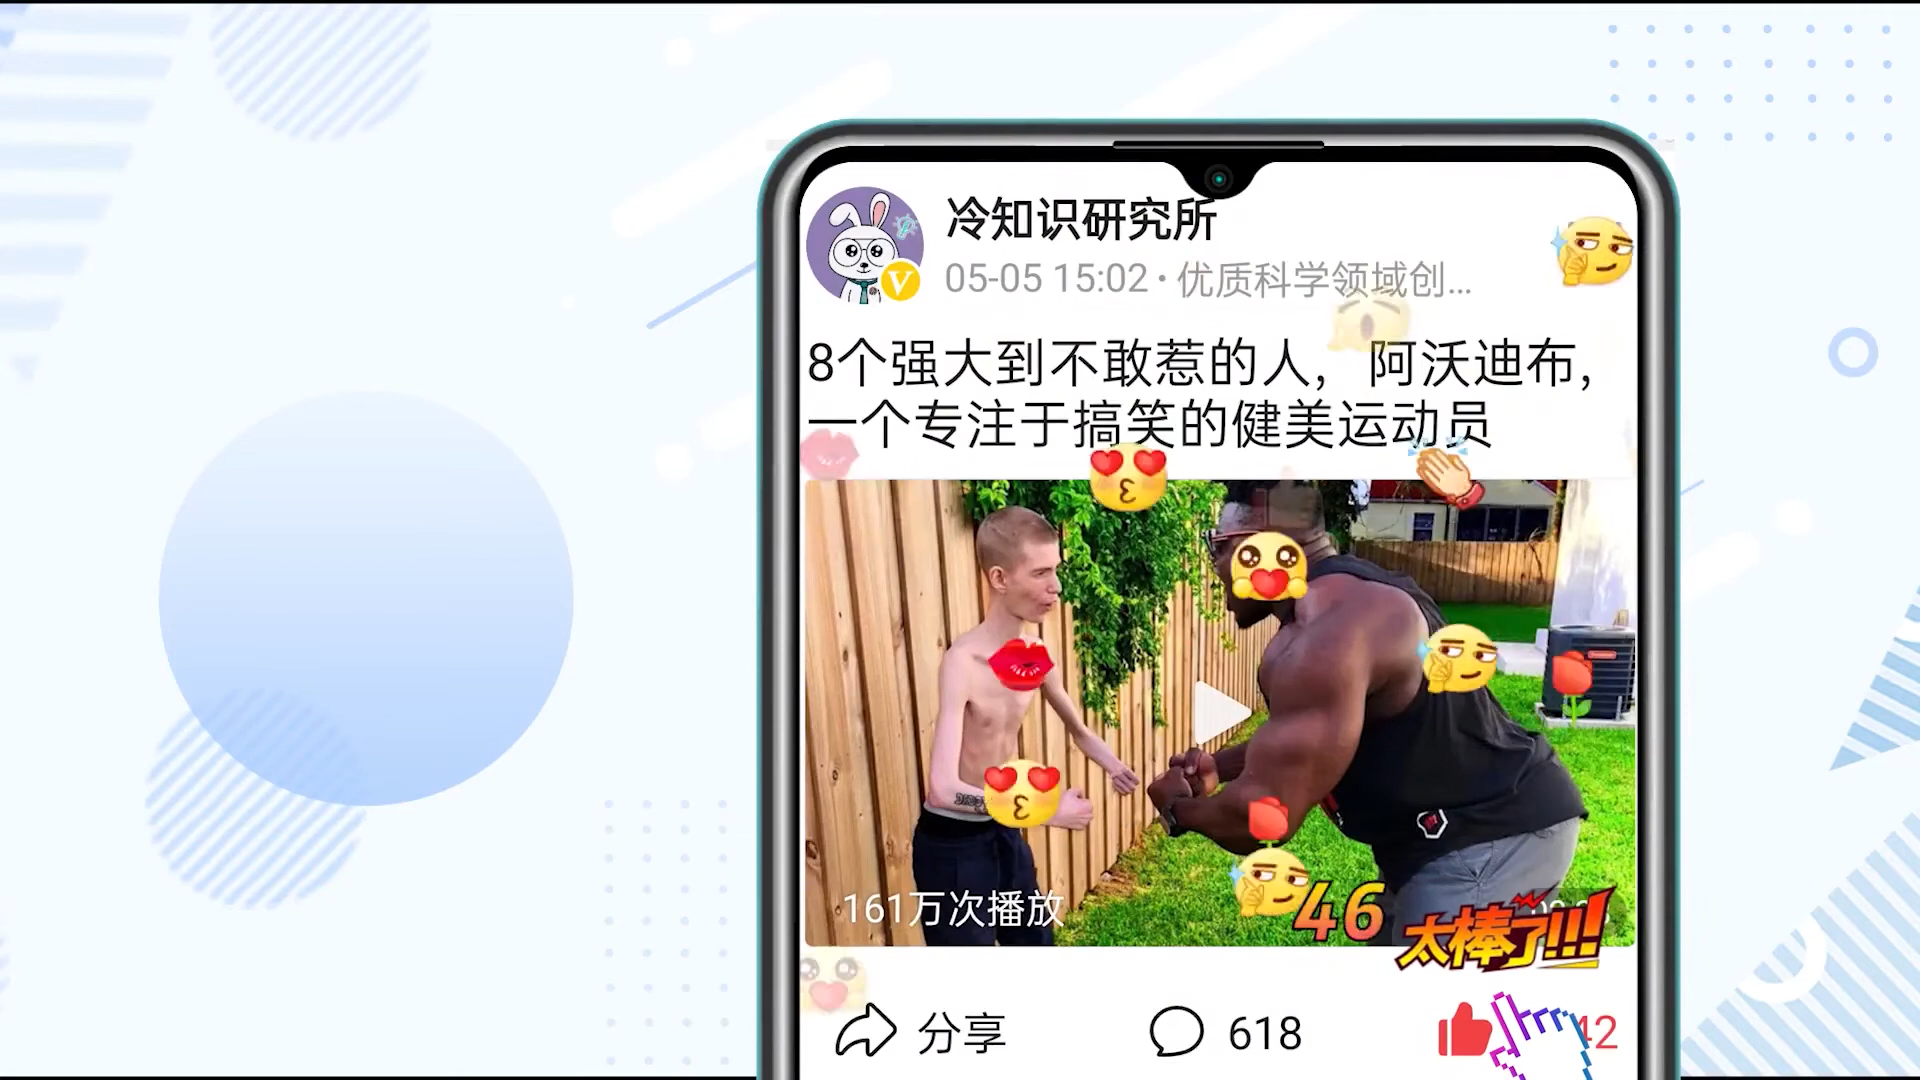 冷知识研究所
05-05 15:02·优质科学领域创...
8个强大到不敢惹的人，阿沃迪布，
一个专注于搞笑的健美运动员
161万次播放
46
太棒了!!!
分享
618